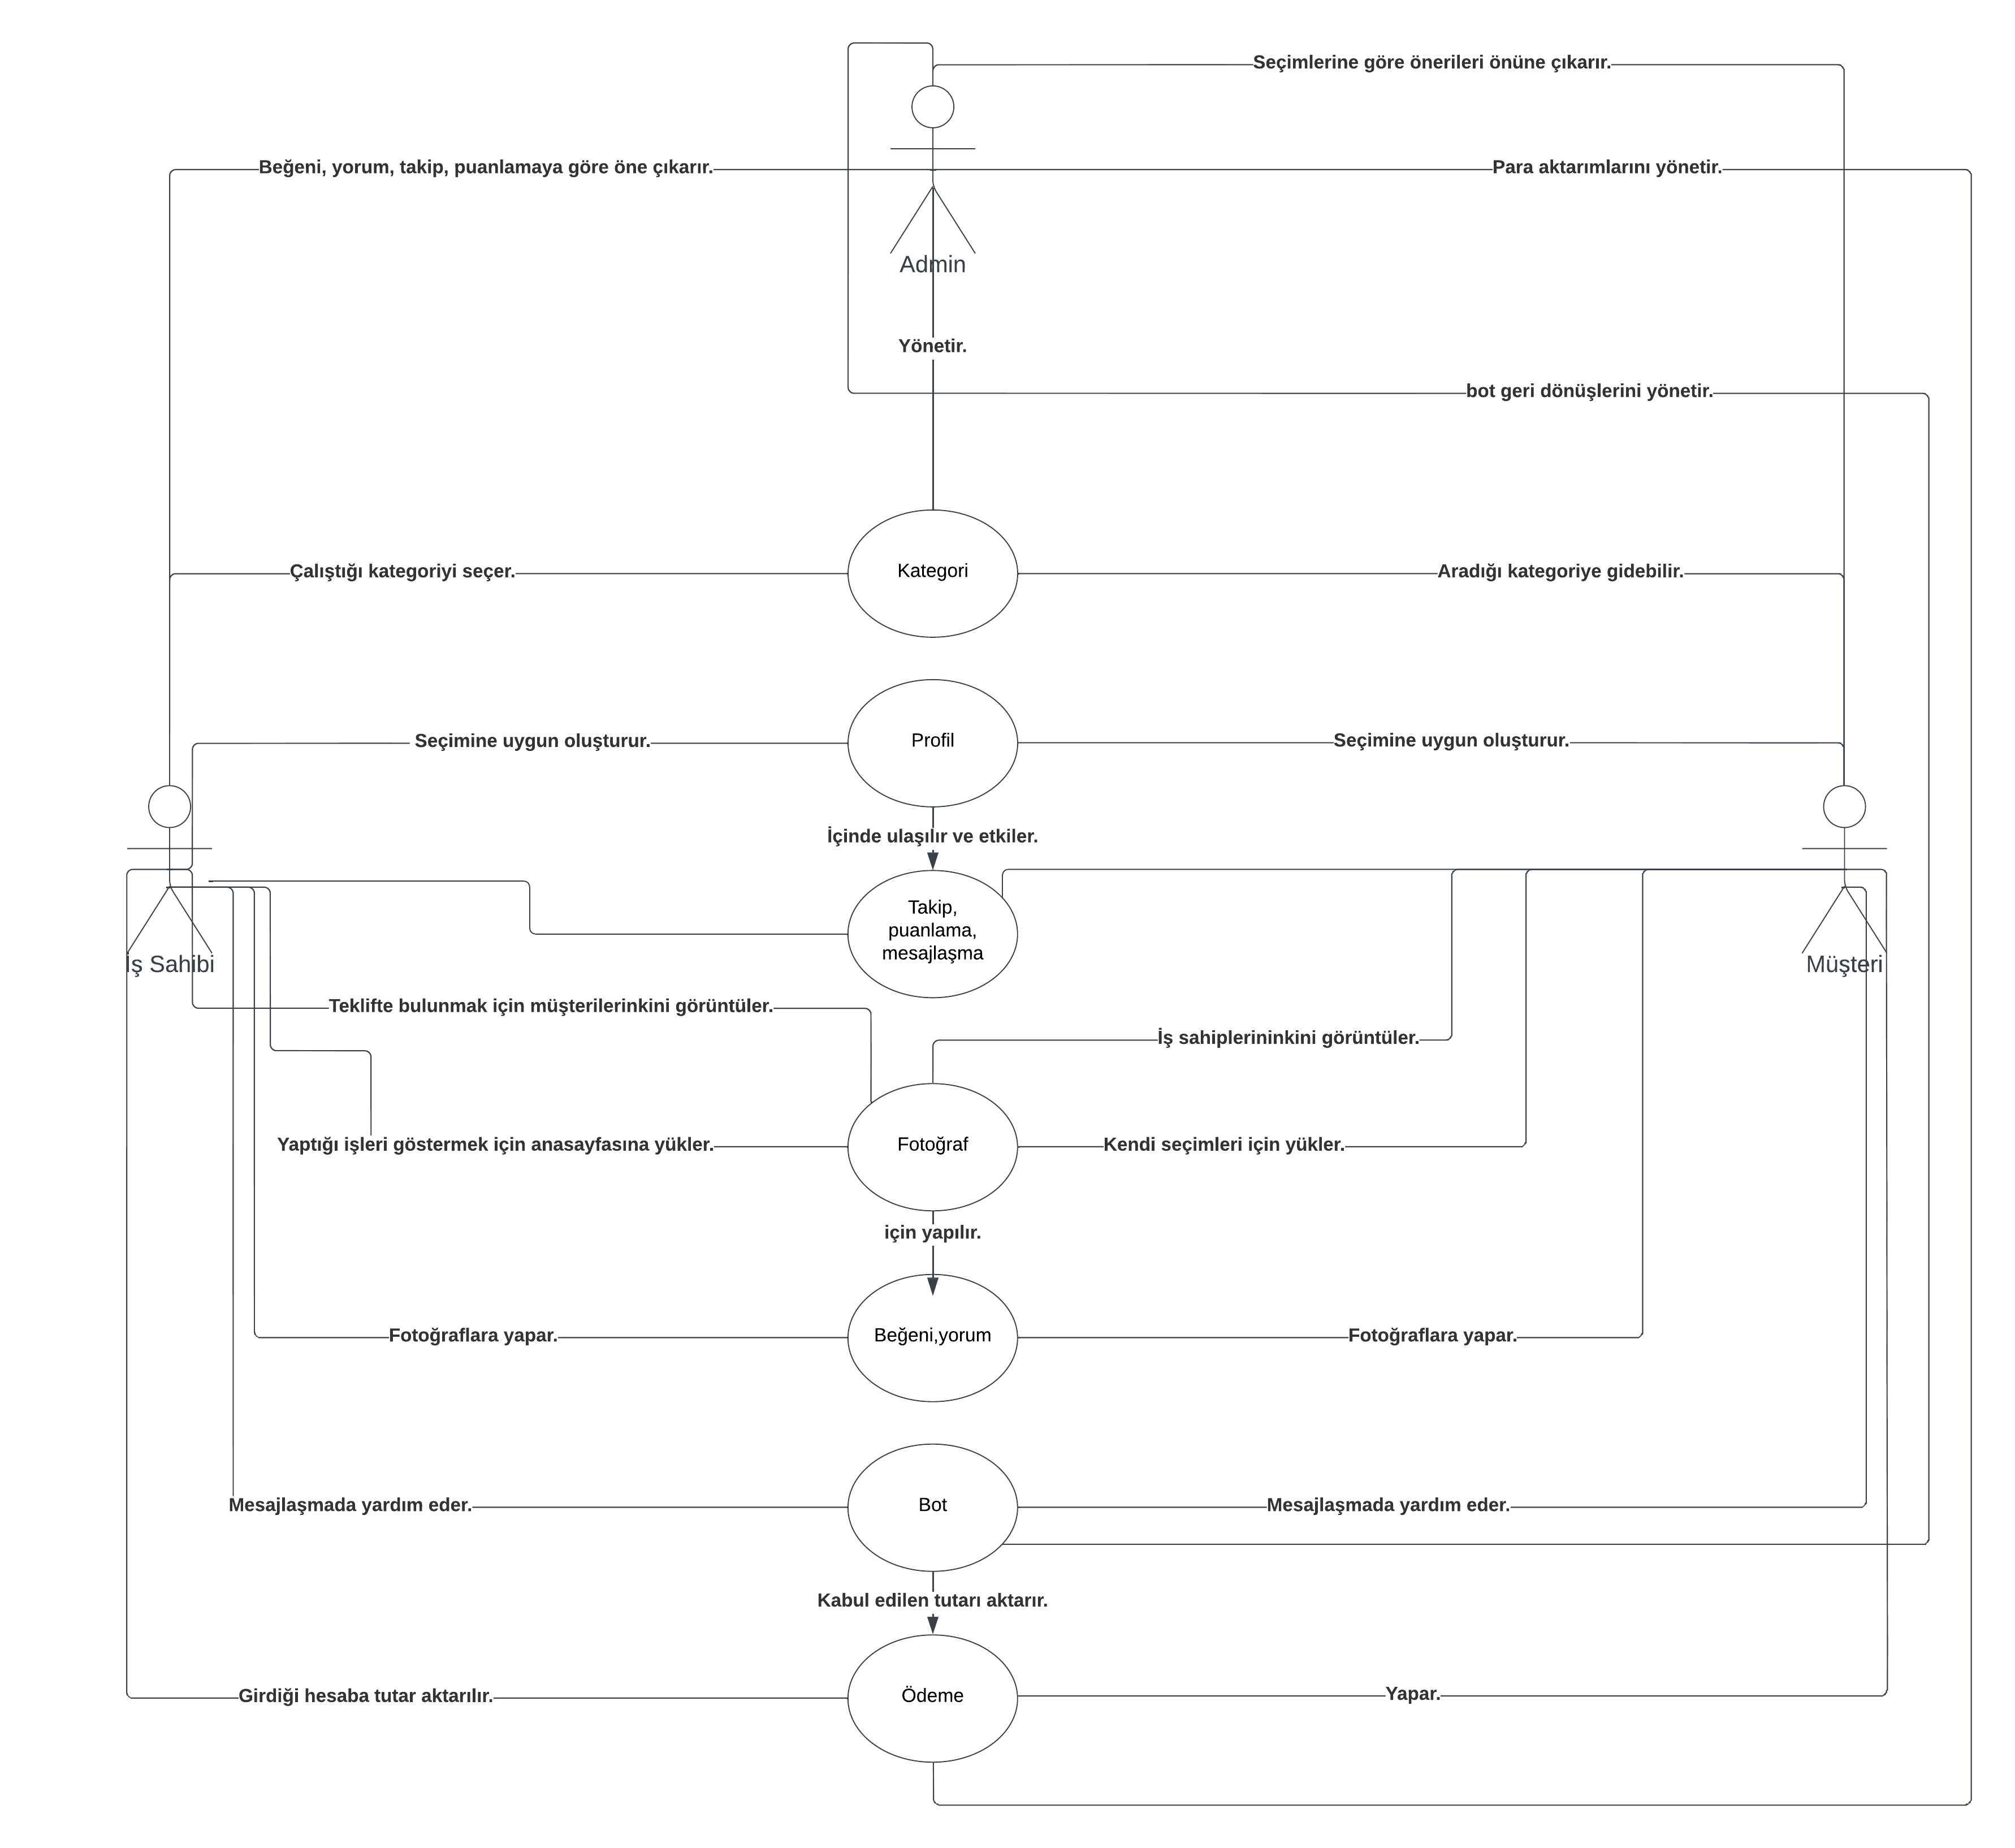 Seçimlerine göre önerileri önüne çıkarır.
Beğeni, yorum, takip, puanlamaya göre öne çıkarır.
Para aktarımlarını yönetir.
Admin
Yönetir.
bot geri dönüşlerini yönetir.
Çalıştığı kategoriyi seçer.
Kategori
Aradığı kategoriye gidebilir.
Seçimine uygun oluşturur.
Profil
Seçimine uygun oluşturur.
İçinde ulaşılır ve etkiler.
Takip,
puanlama,
mesajlaşma
İş Sahibi
Müşteri
Teklifte bulunmak için müşterilerinkini görüntüler.
İş sahiplerininkini görüntüler.
Yaptığı işleri göstermek için anasayfasına yükler.
Fotoğraf
Kendi seçimleri için yükler.
için yapılır.
Fotoğraflara yapar.
Beğeni,yorum
Fotoğraflara yapar.
Mesajlaşmada yardım eder.
Bot
Mesajlaşmada yardım eder.
Kabul edilen tutarı aktarır.
Girdiği hesaba tutar aktarılır.
Ödeme
Yapar.